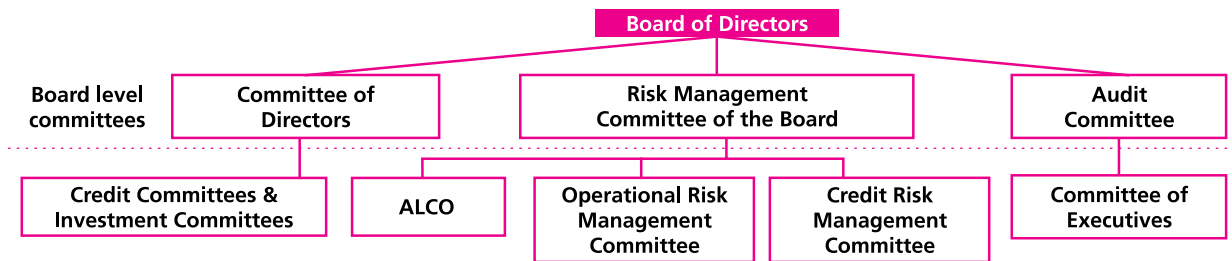 Board of Directors
Board level
committees
Committee of
Directors
Risk Management
Committee of the Board
Audit
Committee
Credit Committees &
Investment Committees
ALCO
Operational Risk
Management
Committee
Credit Risk
Management
Committee
Committee of
Executives